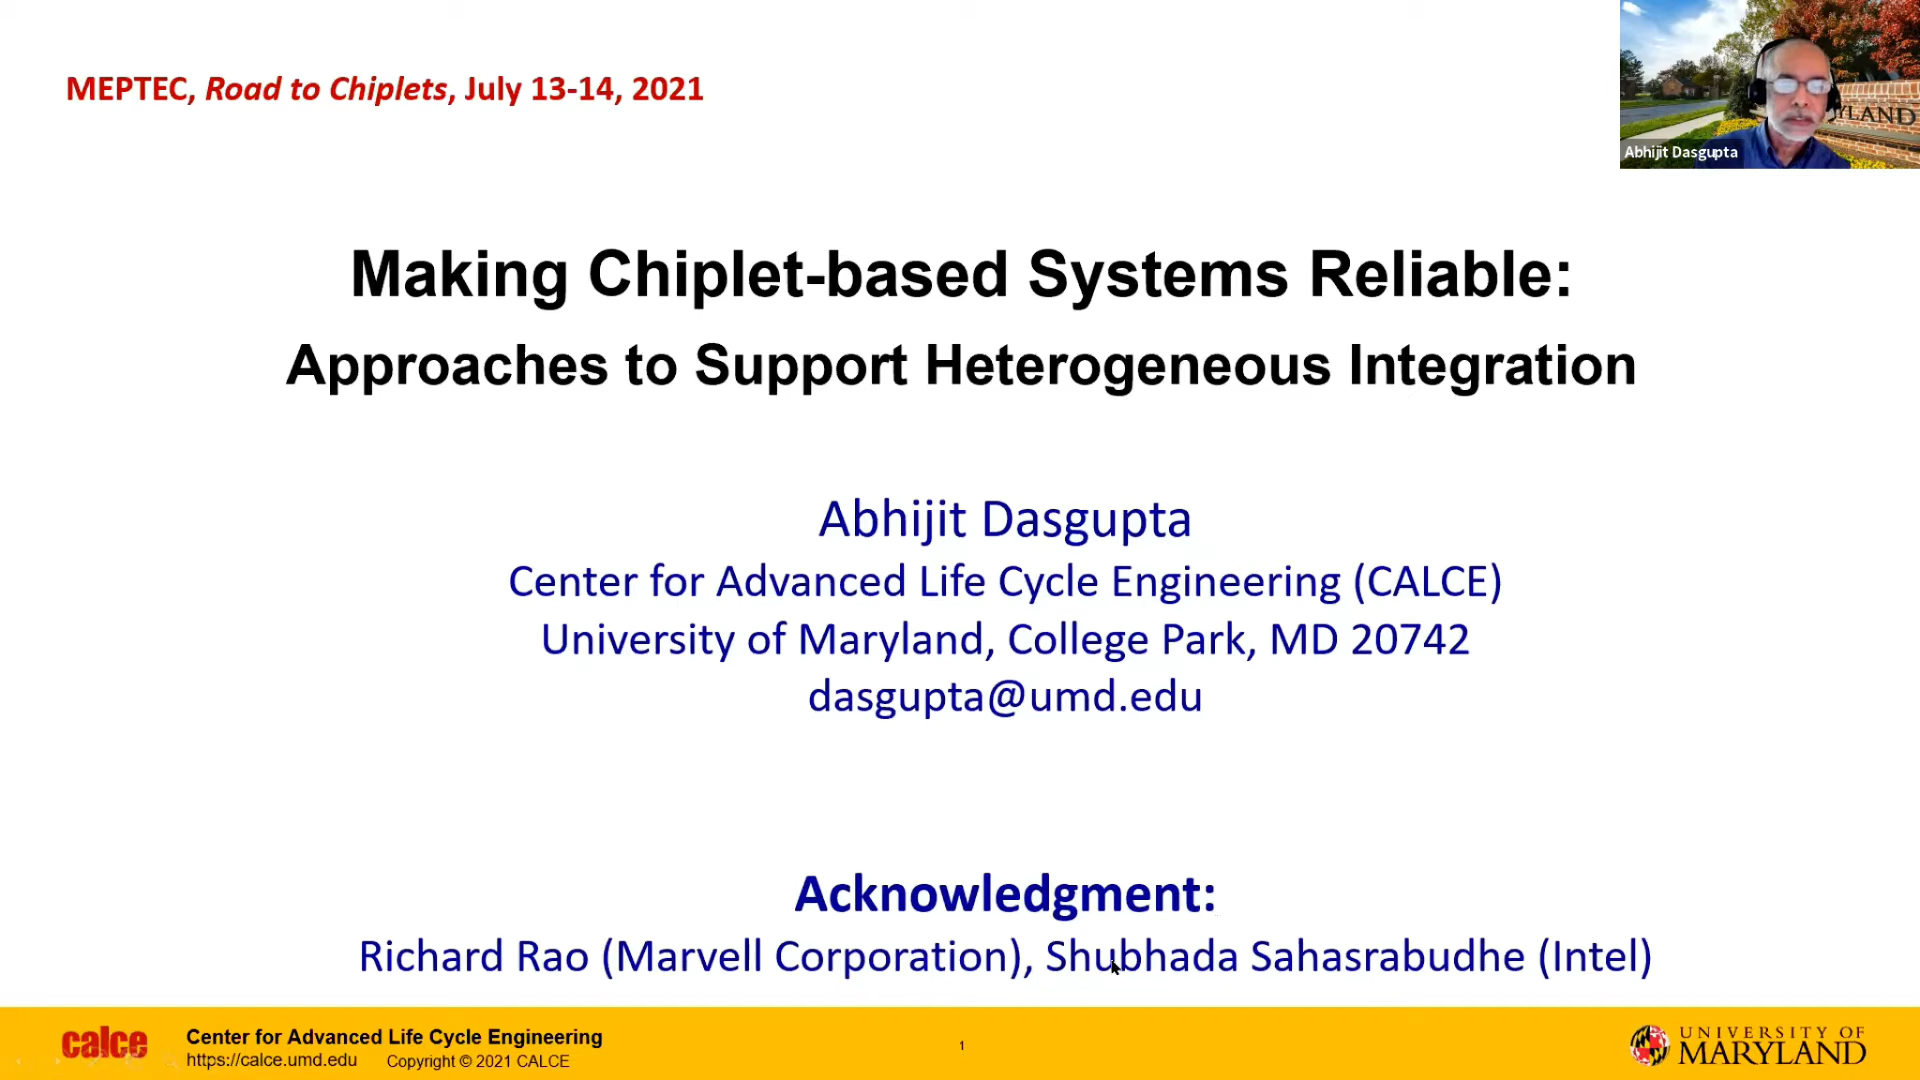 MEPTEC, Road to Chiplets, July 13-14, 2021
YLAND
Abhijit Dasgupta
Making Chiplet-based Systems Reliable:
Approaches to Support Heterogeneous Integration
Abhijit Dasgupta
Center for Advanced Life Cycle Engineering (CALCE)
University of Maryland, College Park, MD 20742
dasgupta@umd.edu
Acknowledgment:
Richard Rao (Marvell Corporation), Shubhada Sahasrabudhe (Intel)
calce
Center for Advanced Life Cycle Engineering
https://calce.umd.edu Copyright © 2021 CALCE
1
UNIVERSITY OF
MARYLAND